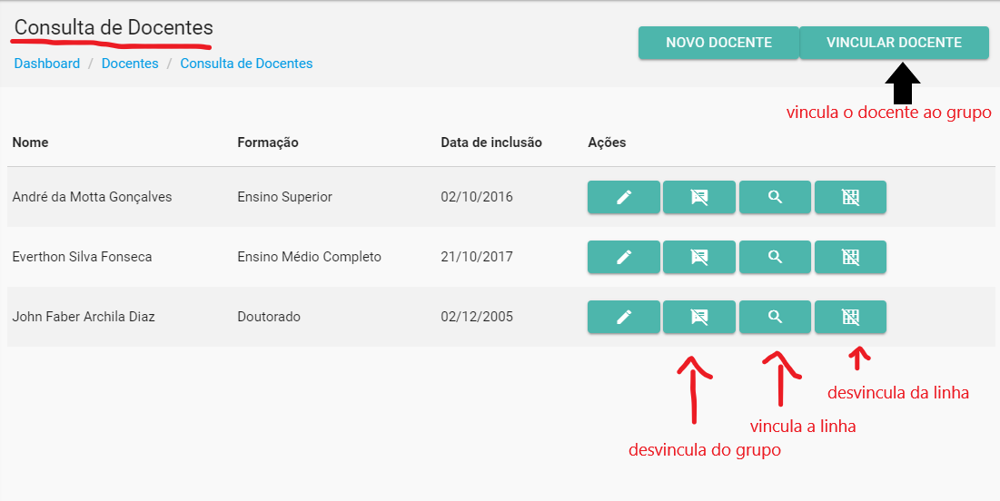 Consulta de Docentes
NOVO DOCENTE
VINCULAR DOCENTE
Dashboard / Docentes / Consulta de Docentes
vincula o docente ao grupo
Nome Formação Data de inclusão Ações
André da Motta Gonçalves Ensino Superior 02/10/2016
Everthon Silva Fonseca Ensino Médio Completo 21/10/2017
John Faber Archila Diaz Doutorado 02/12/2005
desvincula da linha
vincula a linha
desvincula do grupo